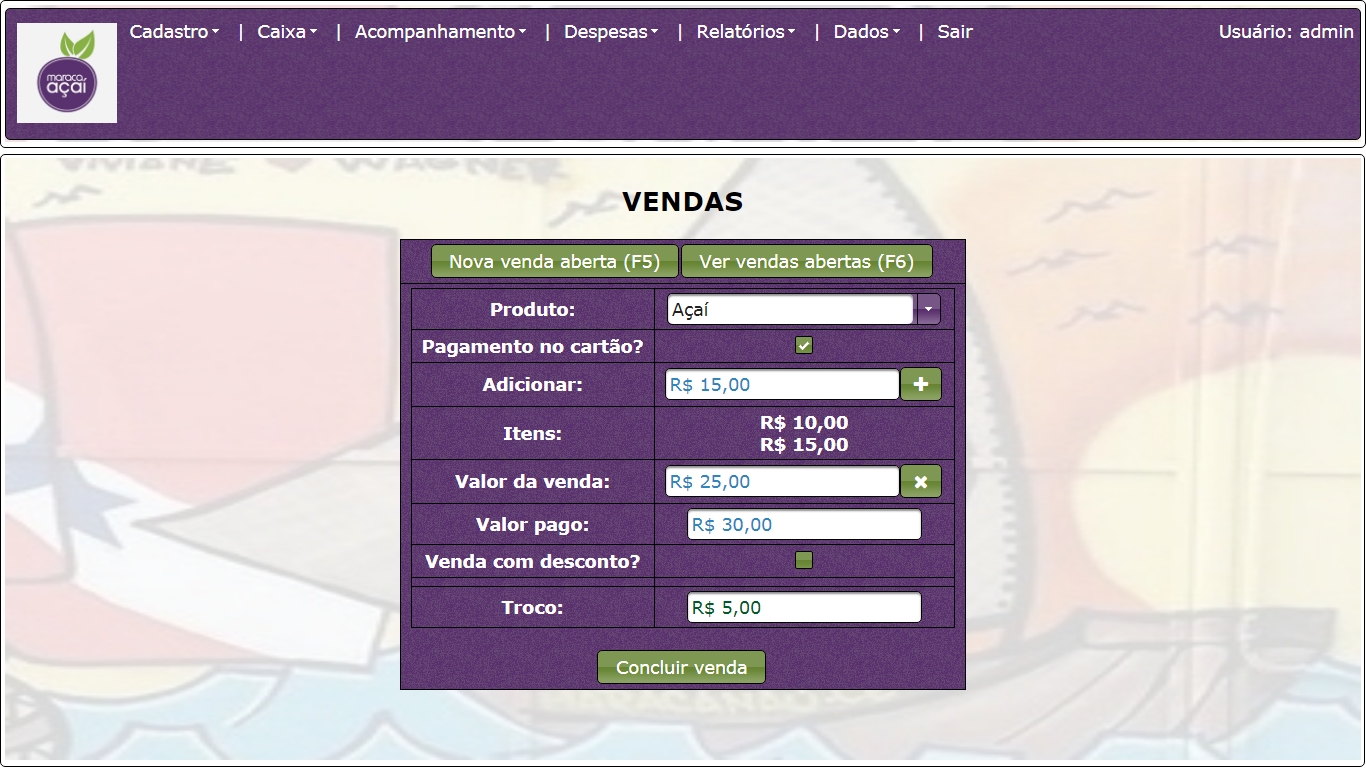 Cadastro | Caixa | Acompanhamento | Despesas | Relatórios | Dados | Sair
Usuário: admin
maraca
açaí
VIVIANE WAGNER
VENDAS
Nova venda aberta (F5) Ver vendas abertas (F6)
Produto: Açaí
Pagamento no cartão?
Adicionar: R$ 15,00
Itens: R$ 10,00
R$ 15,00
Valor da venda: R$ 25,00
Valor pago: R$ 30,00
Venda com desconto?
Troco: R$ 5,00
Concluir venda